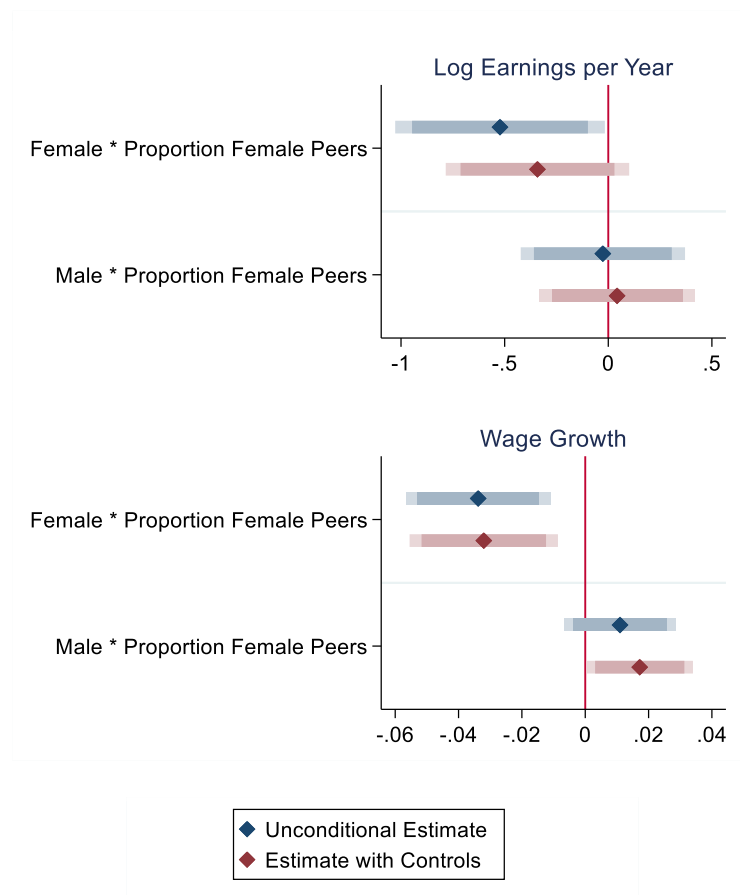 Log Earnings per Year
Female * Proportion Female Peers
Male * Proportion Female Peers
-1 -.5 0 .5
Wage Growth
Female * Proportion Female Peers
Male * Proportion Female Peers
-.06 -.04 -.02 0 .02 .04
Unconditional Estimate
Estimate with Controls